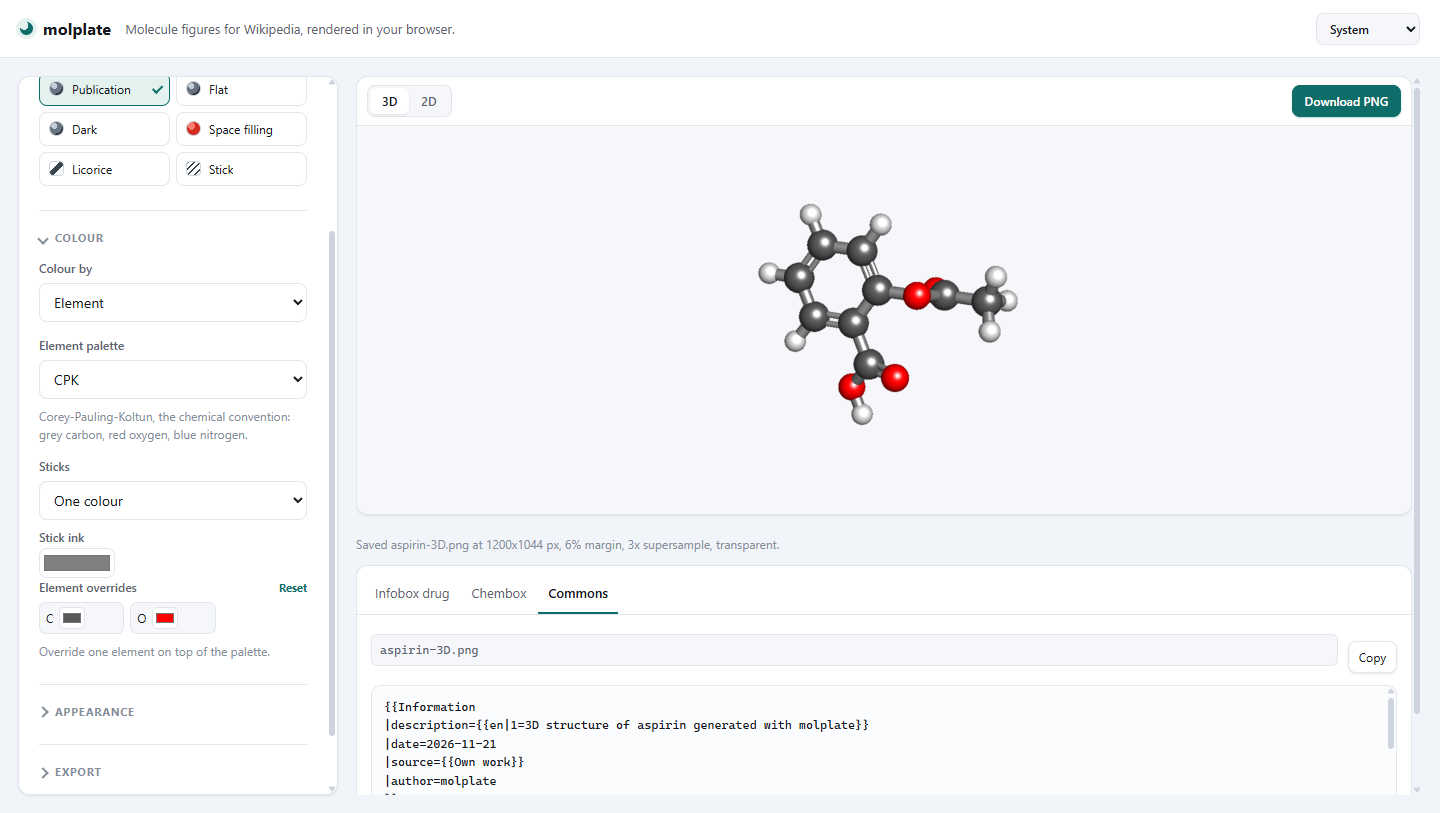 molplate Molecule figures for Wikipedia, rendered in your browser.
System
Publication
Flat
Dark
Space filling
Licorice
Stick
COLOUR
Colour by
Element
Element palette
CPK
Corey-Pauling-Koltun, the chemical convention:
grey carbon, red oxygen, blue nitrogen.
Sticks
One colour
Stick ink
Element overrides
Reset
C
O
Override one element on top of the palette.
APPEARANCE
EXPORT
3D
2D
Download PNG
Saved aspirin-3D.png at 1200x1044 px, 6% margin, 3x supersample, transparent.
Infobox drug
Chembox
Commons
aspirin-3D.png
Copy
{{Information
|description={{en|1=3D structure of aspirin generated with molplate}}
|date=2026-11-21
|source={{Own work}}
|author=molplate